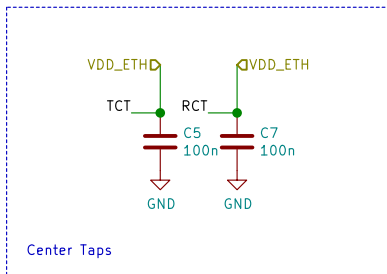 VDD_ETH VDD_ETH
TCT RCT
C5 C7
100n 100n
GND GND
Center Taps